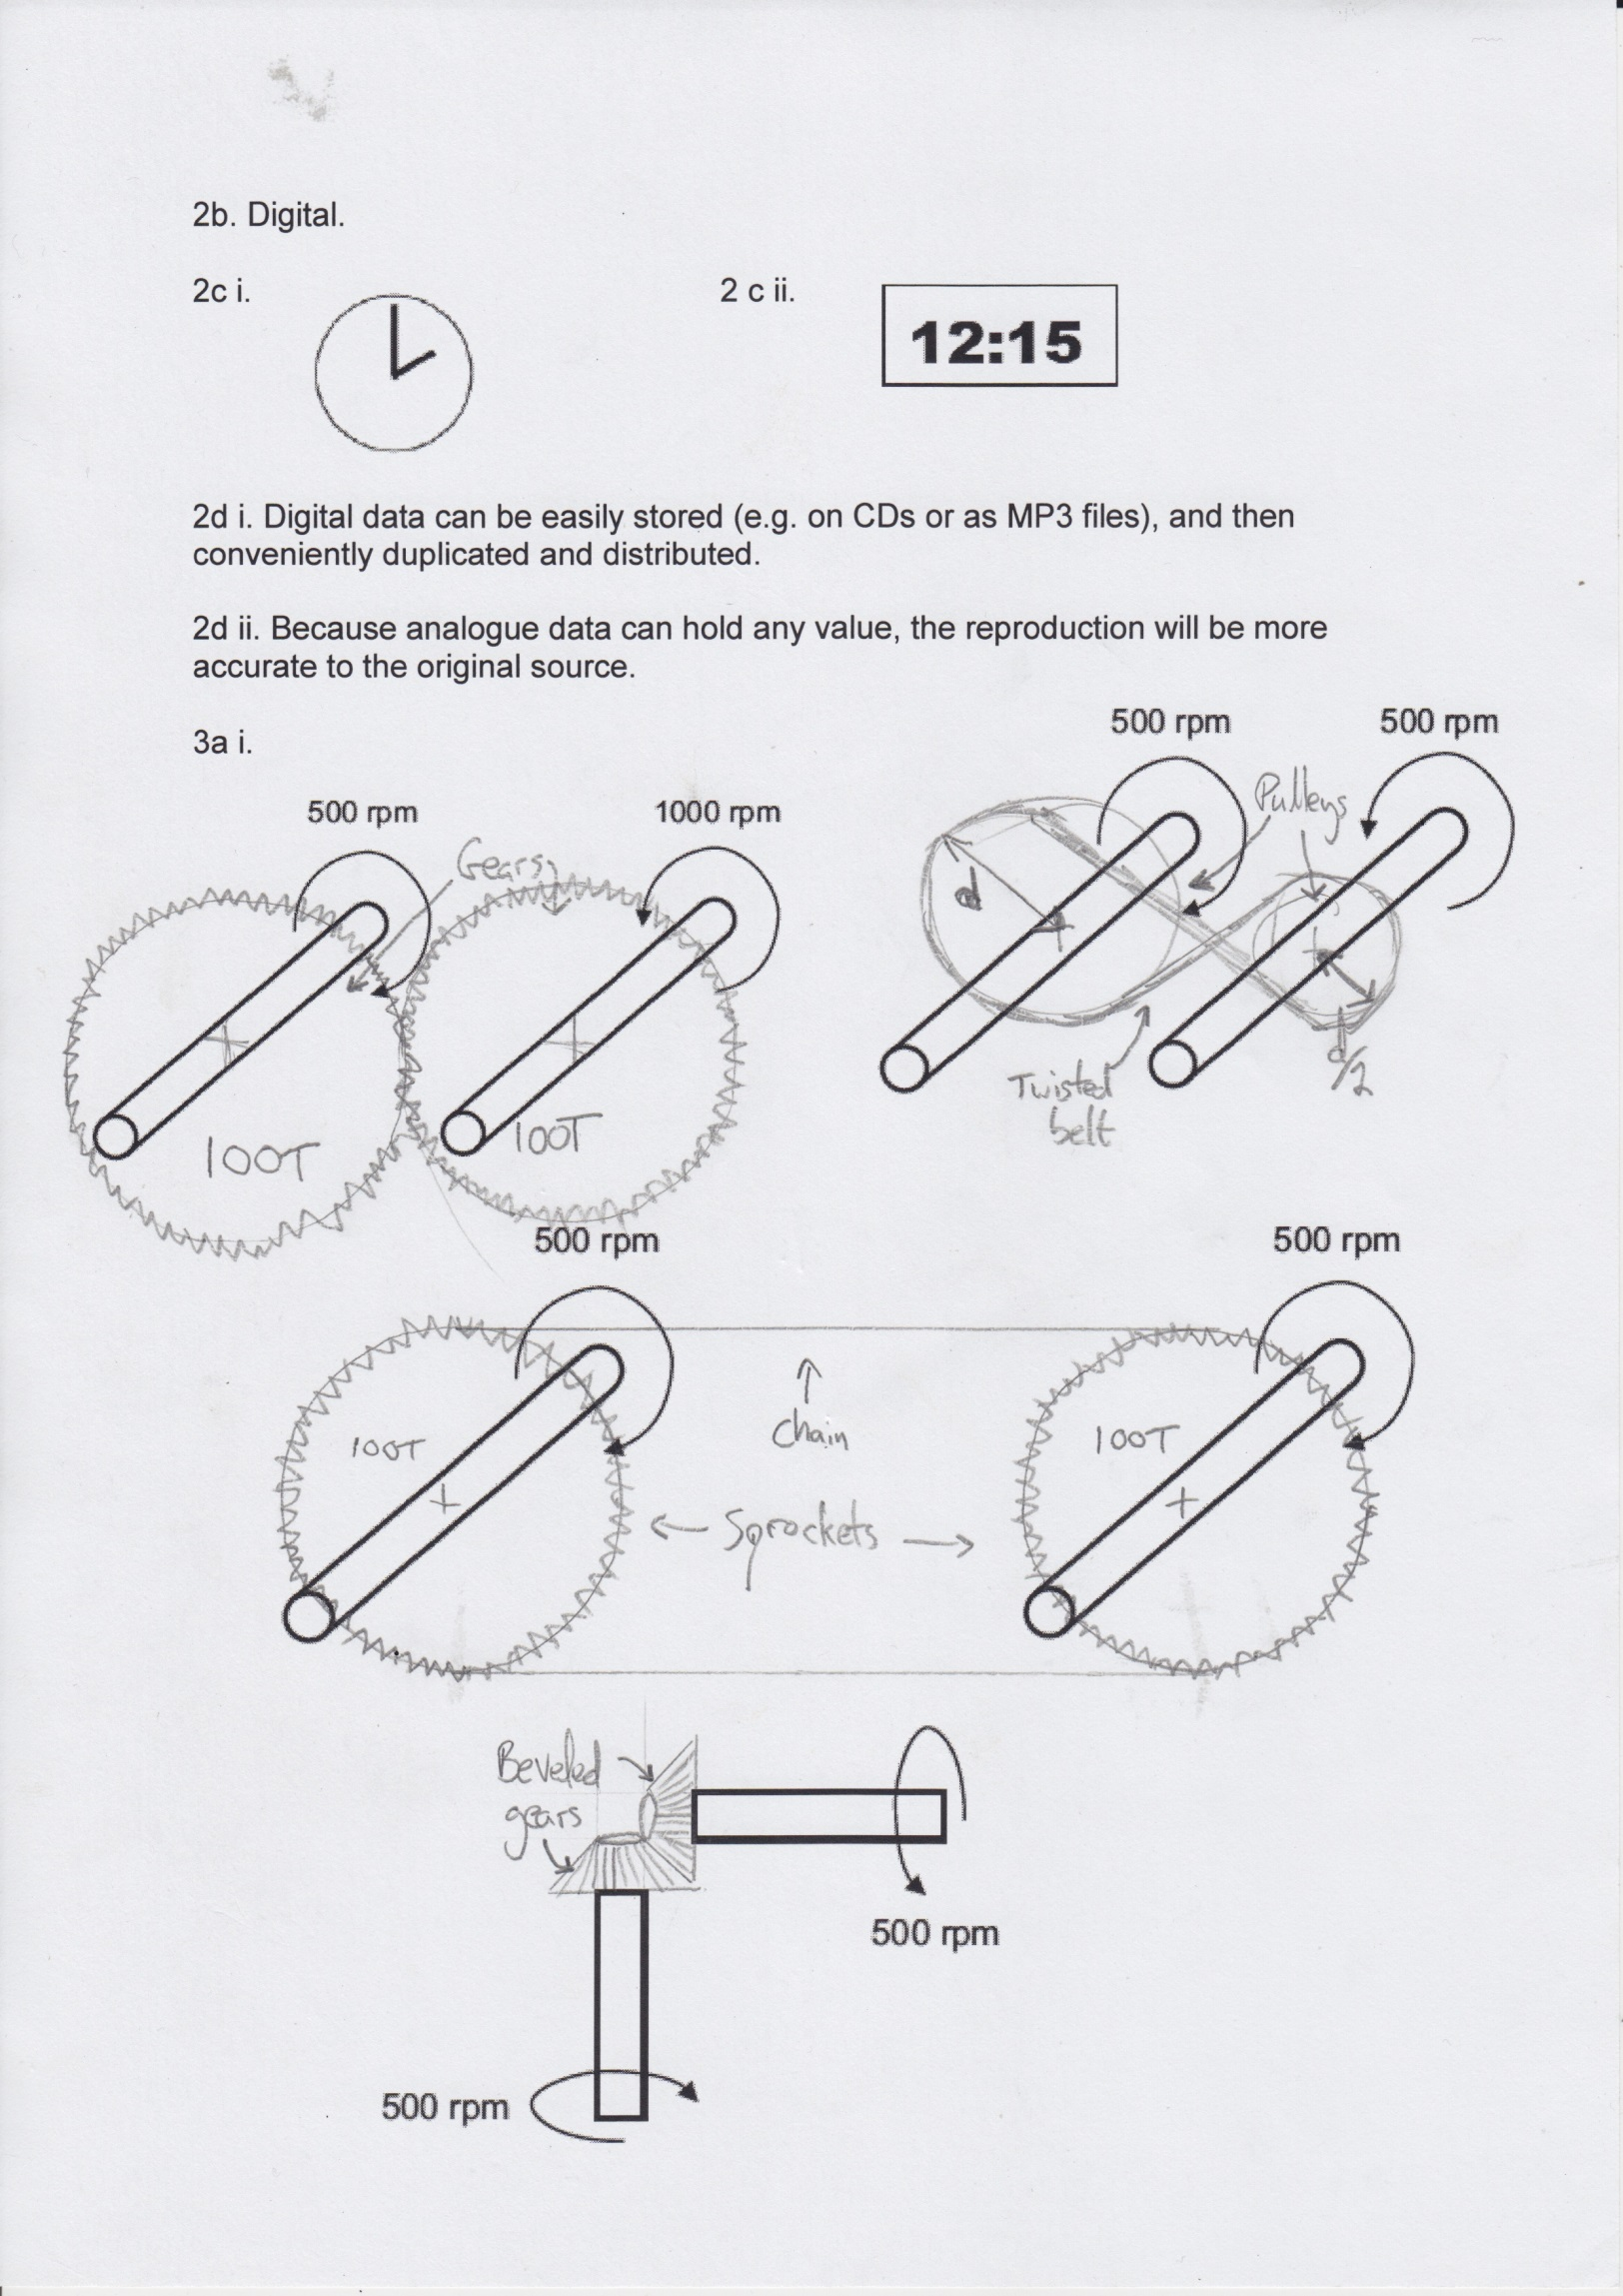 2b. Digital.
2c i.
2 c ii.
12:15
2d i. Digital data can be easily stored (e.g. on CDs or as MP3 files), and then
conveniently duplicated and distributed.
2d ii. Because analogue data can hold any value, the reproduction will be more
accurate to the original source.
3a i.
500 rpm
1000 rpm
Gears
100T
100T
500 rpm
500 rpm
Pulleys
d
d/2
Twisted
belt
500 rpm
500 rpm
100T
chain
100T
Sprockets
Beveled
gears
500 rpm
500 rpm